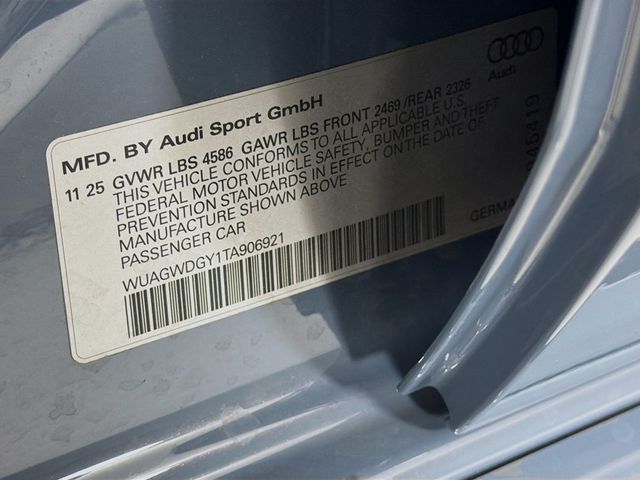 Audi
MFD. BY Audi Sport GmbH
11 25 GVWR LBS 4586 GAWR LBS FRONT 2469 /REAR 2326
THIS VEHICLE CONFORMS TO ALL APPLICABLE U.S.
FEDERAL MOTOR VEHICLE SAFETY, BUMPER AND THEFT
PREVENTION STANDARDS IN EFFECT ON THE DATE OF
MANUFACTURE SHOWN ABOVE
PASSENGER CAR
WUAGWDGY1TA906921